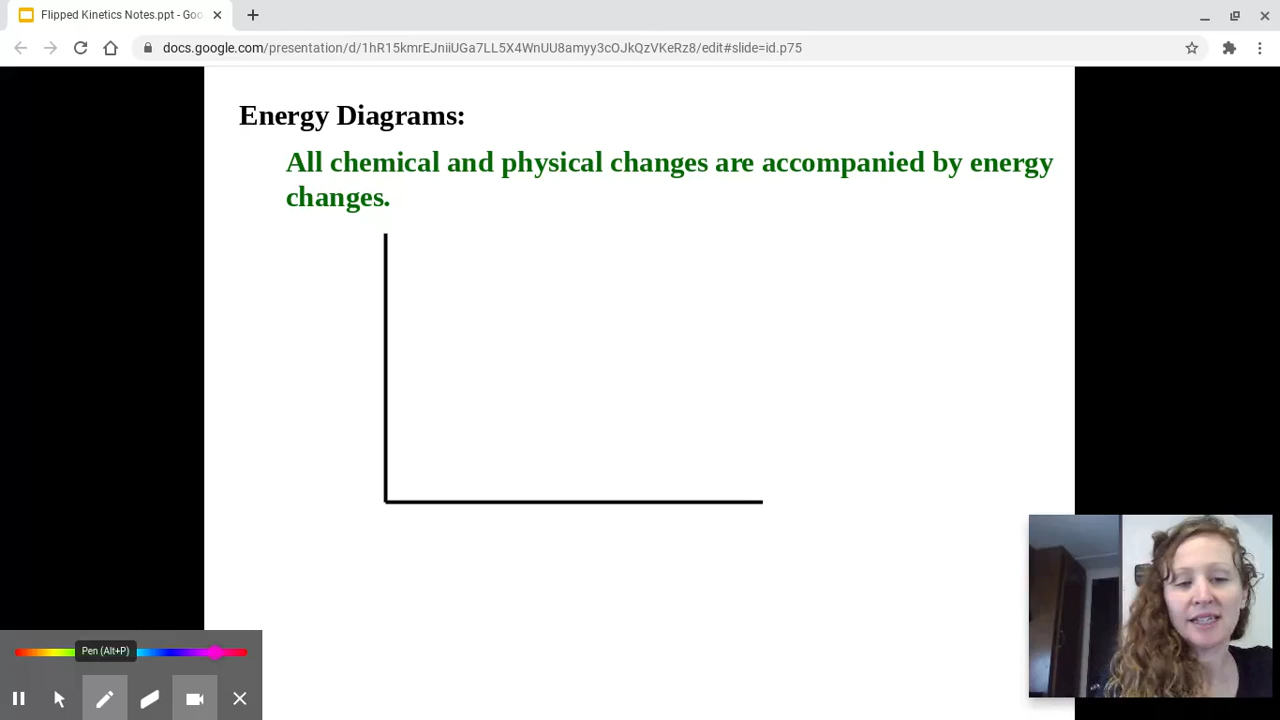 Flipped Kinetics Notes.ppt - Goo
docs.google.com/presentation/d/1hR15kmrEJniiUGa7LL5X4WnUU8amyy3cOJkQzVKeRz8/edit#slide=id.p75
Energy Diagrams:
All chemical and physical changes are accompanied by energy
changes.
Pen (Alt+P)